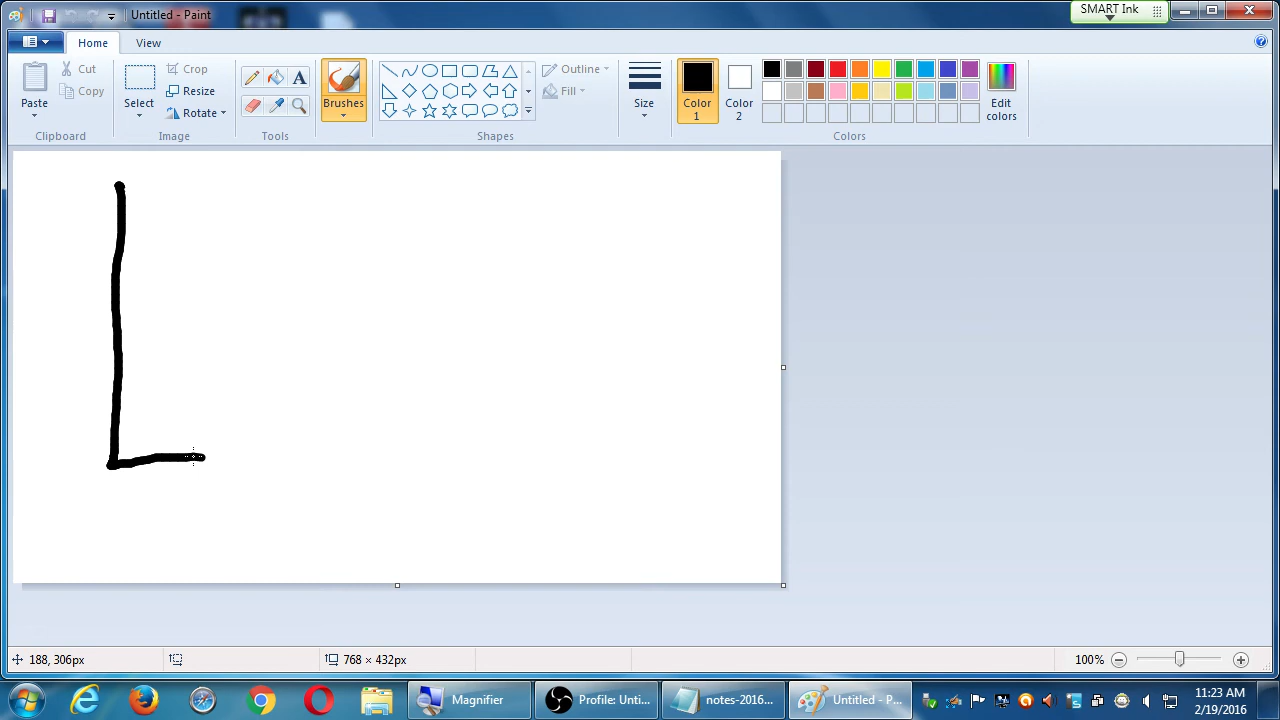 Untitled - Paint
SMART Ink
Home
View
Paste
Cut
Copy
Clipboard
Select
Crop
Resize
Rotate
Image
A
Tools
Brushes
Outline
Fill
Shapes
Size
Color
1
Color
2
Edit
colors
Colors
L
188, 306px
768 × 432px
100%
Magnifier
Profile: Unti...
notes-2016...
Untitled - P...
11:23 AM
2/19/2016